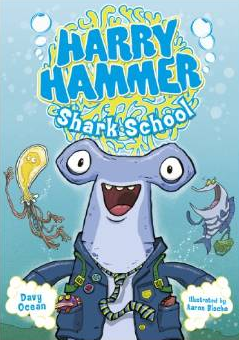 HARRY
HAMMER
Shark School
Davy
Ocean
Illustrated by
Aaron Blecha